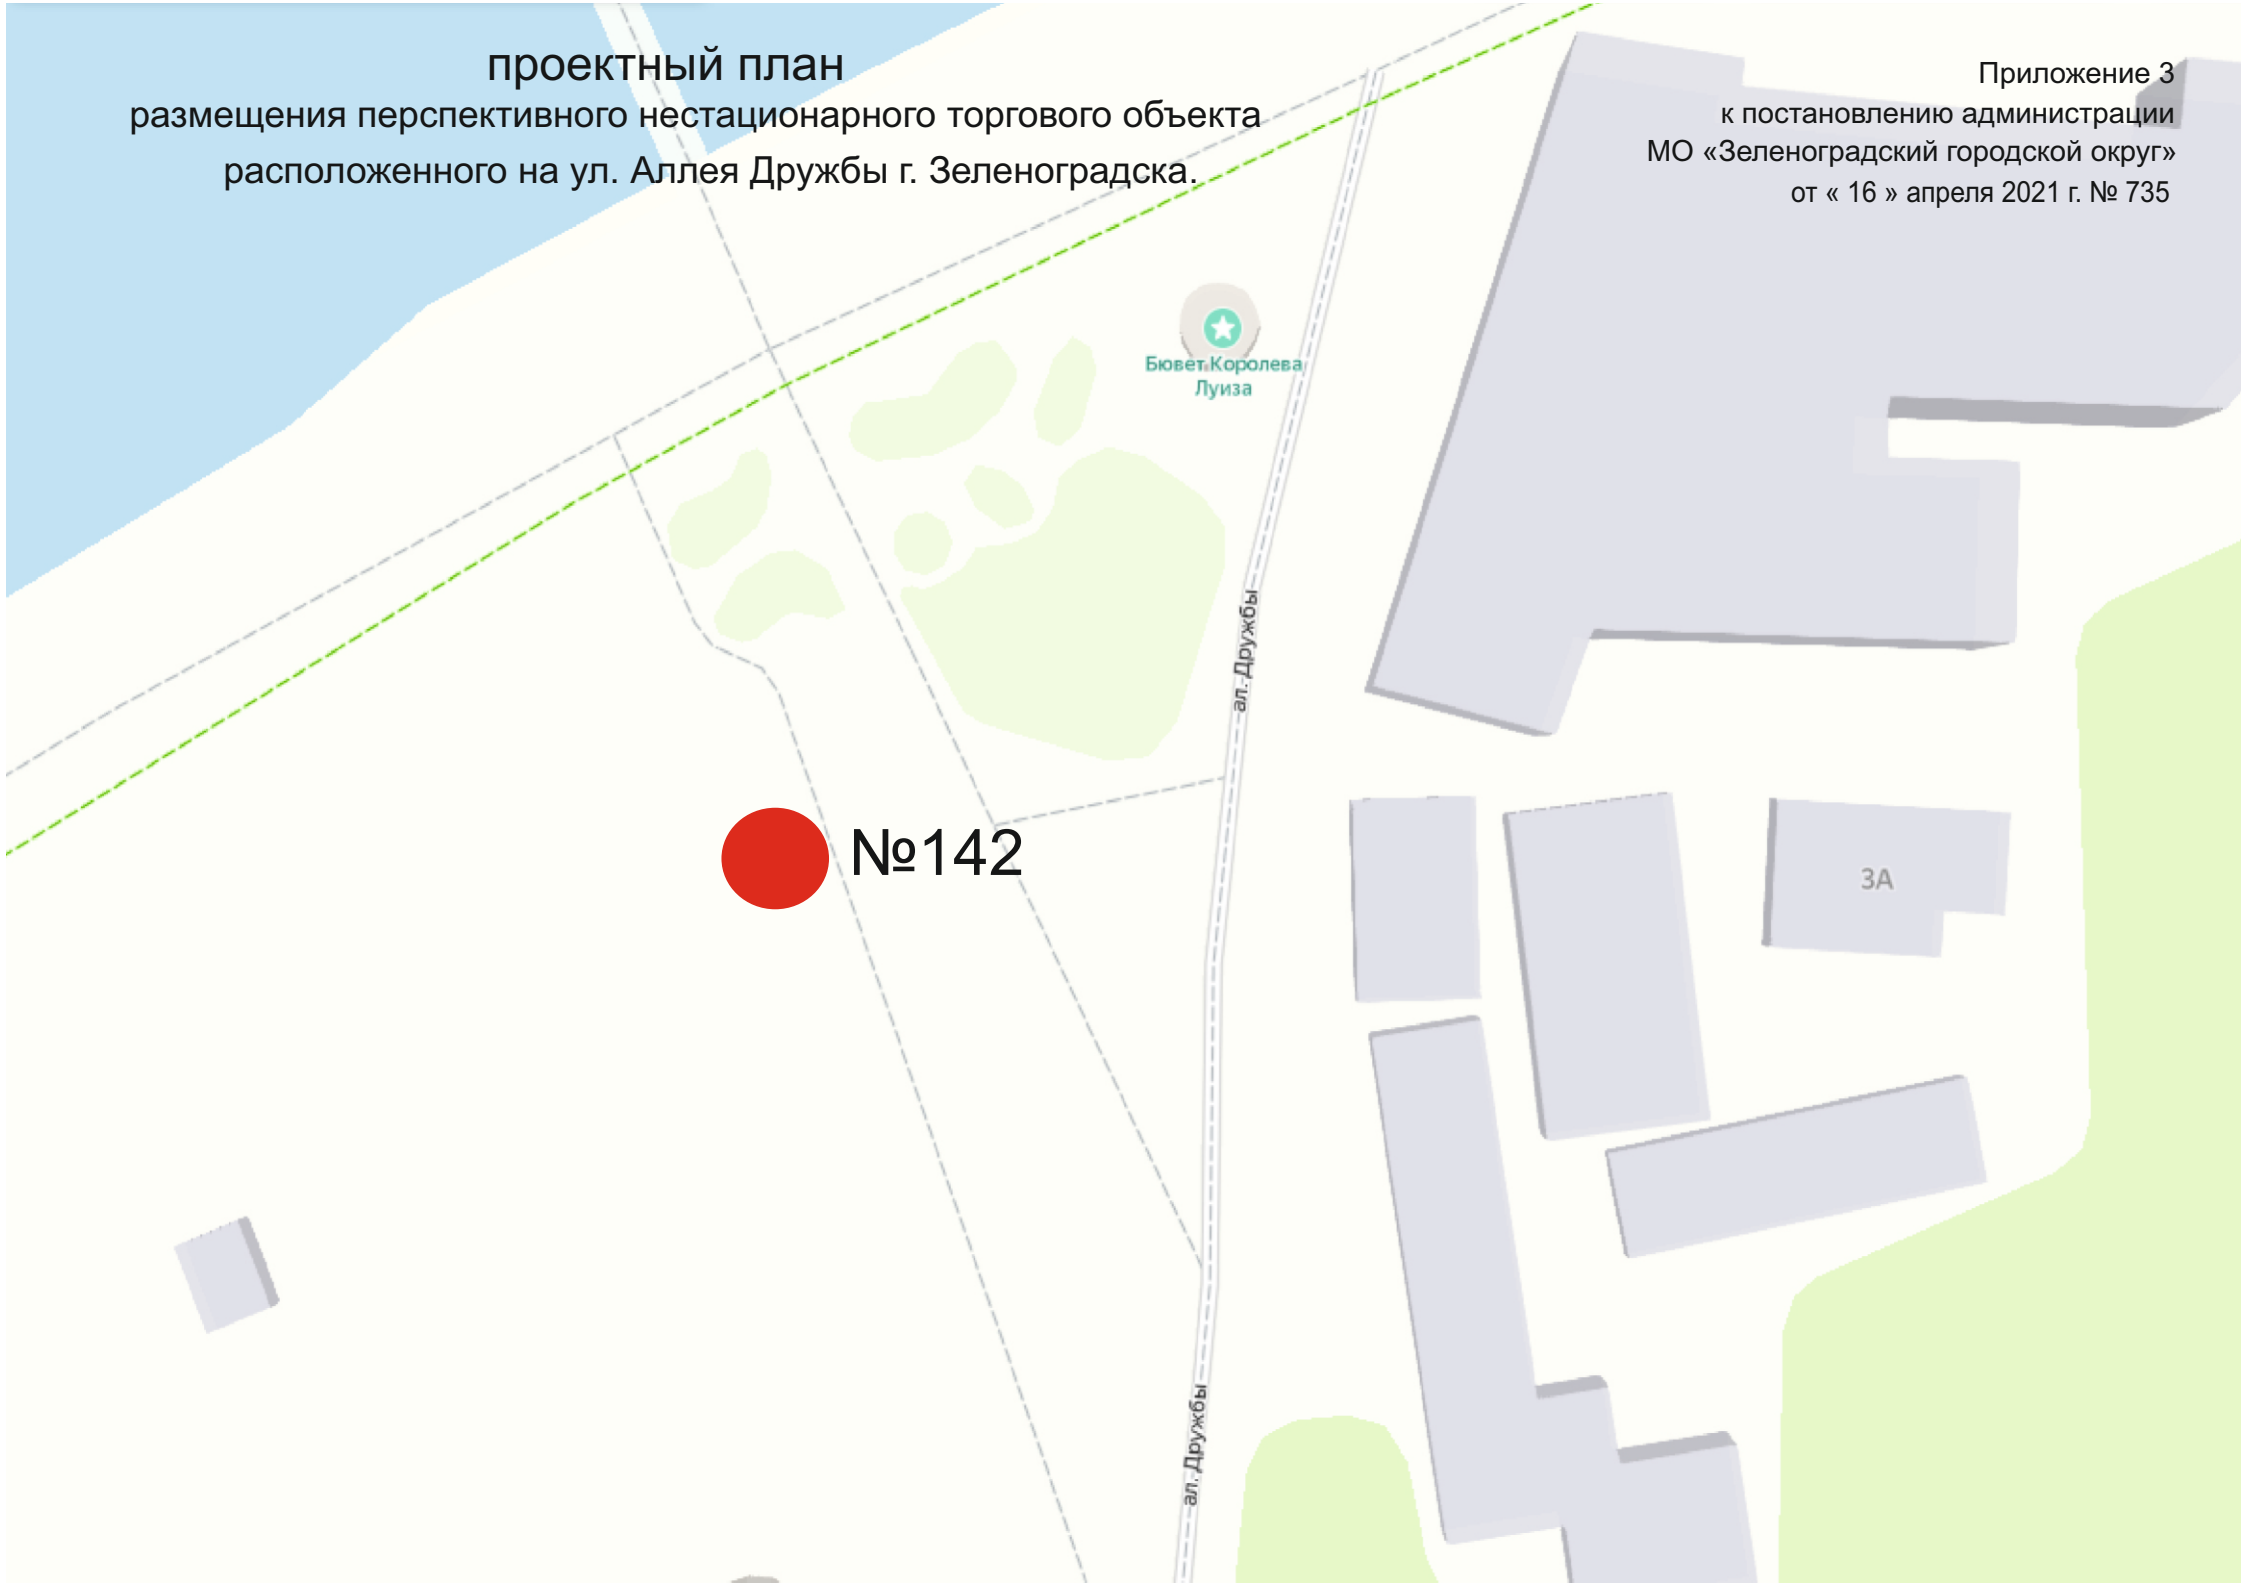 проектный план
размещения перспективного нестационарного торгового объекта
расположенного на ул. Аллея Дружбы г. Зеленоградска.
Приложение 3
к постановлению администрации
МО «Зеленоградский городской округ»
от « 16 » апреля 2021 г. № 735
Бювет Королева
Луиза
ал. Дружбы
№142
3А
ал. Дружбы